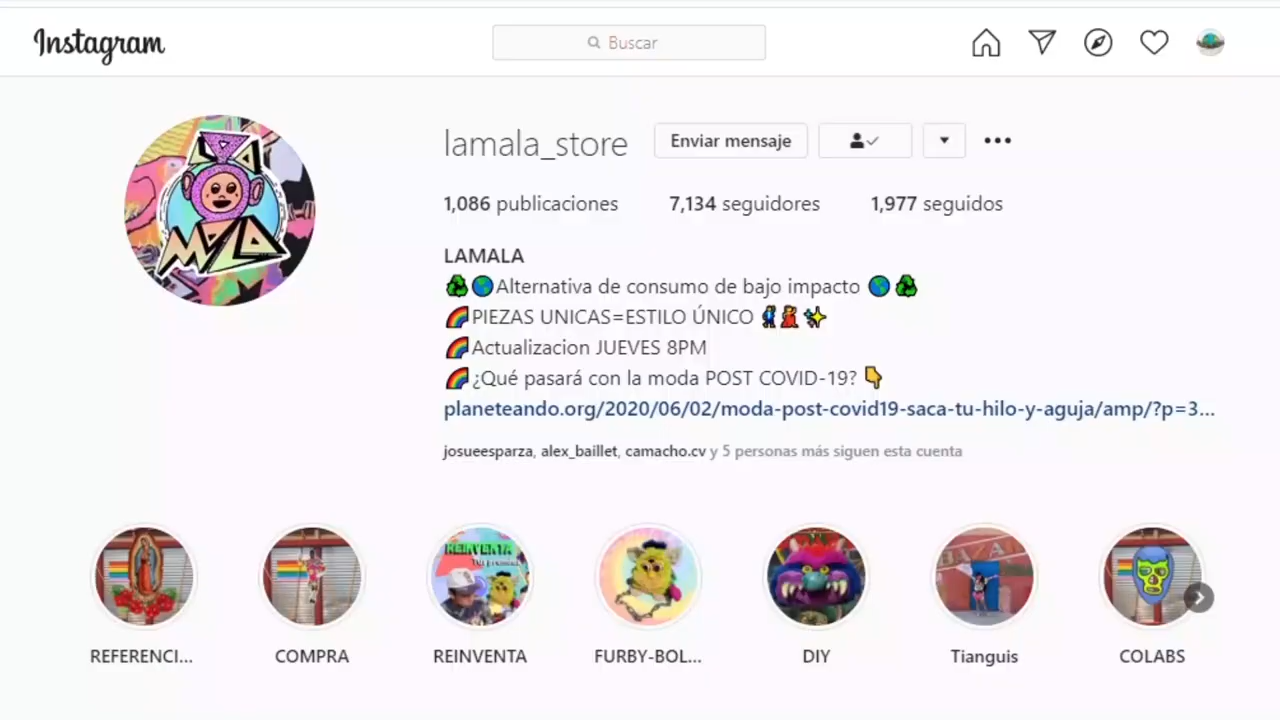 Instagram
Buscar
LA
MALA
lamala_store
Enviar mensaje
1,086 publicaciones
7,134 seguidores
1,977 seguidos
LAMALA
Alternativa de consumo de bajo impacto
PIEZAS UNICAS=ESTILO ÚNICO
Actualizacion JUEVES 8PM
¿Qué pasará con la moda POST COVID-19?
planeteando.org/2020/06/02/moda-post-covid19-saca-tu-hilo-y-aguja/amp/?p=3...
josueesparza, alex_baillet, camacho.cv y 5 personas más siguen esta cuenta
REINVENTA
BAZAR
REFERENCI...
COMPRA
REINVENTA
FURBY-BOL...
DIY
Tianguis
COLABS